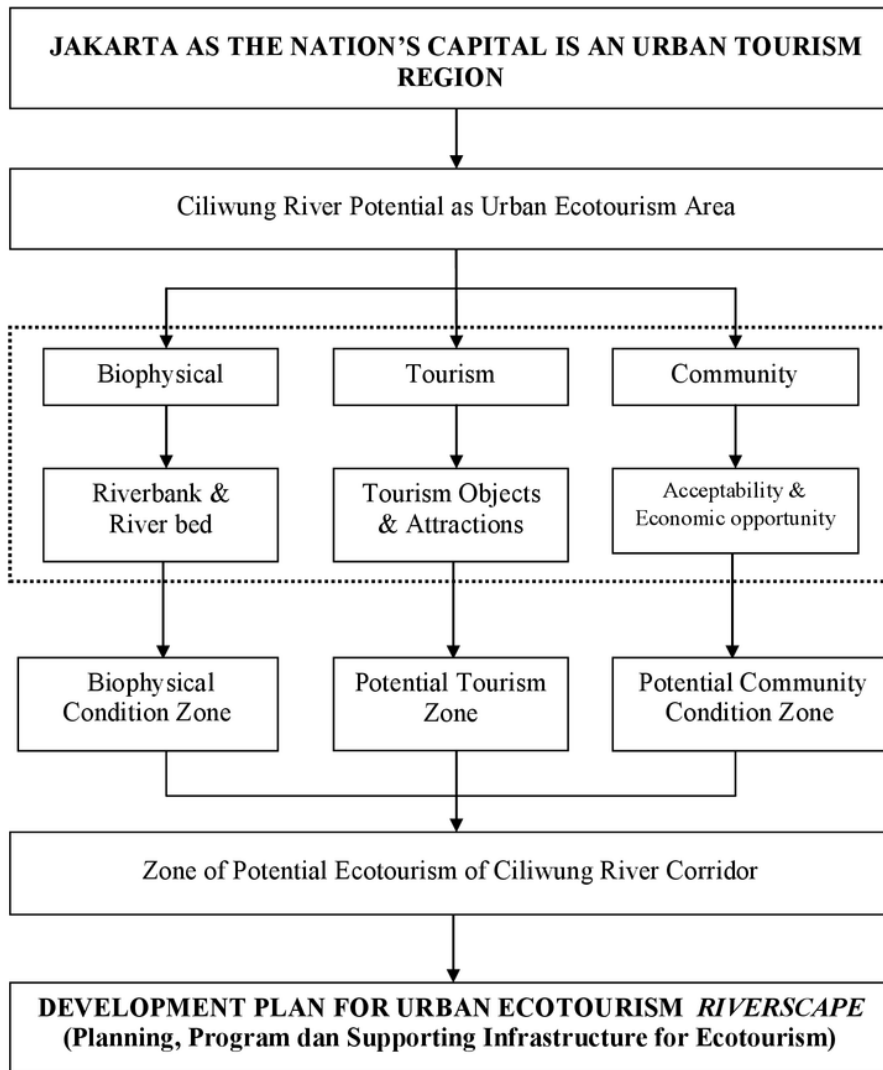 JAKARTA AS THE NATION’S CAPITAL IS AN URBAN TOURISM
REGION
Ciliwung River Potential as Urban Ecotourism Area
Biophysical
Tourism
Community
Riverbank &
River bed
Tourism Objects
& Attractions
Acceptability &
Economic opportunity
Biophysical
Condition Zone
Potential Tourism
Zone
Potential Community
Condition Zone
Zone of Potential Ecotourism of Ciliwung River Corridor
DEVELOPMENT PLAN FOR URBAN ECOTOURISM RIVERSCAPE
(Planning, Program dan Supporting Infrastructure for Ecotourism)